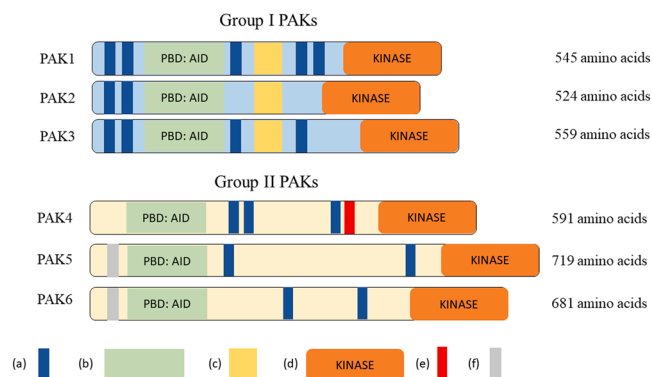 Group I PAKs
PAK1 PBD: AID KINASE 545 amino acids
PAK2 PBD: AID KINASE 524 amino acids
PAK3 PBD: AID KINASE 559 amino acids
Group II PAKs
PAK4 PBD: AID KINASE 591 amino acids
PAK5 PBD: AID KINASE 719 amino acids
PAK6 PBD: AID KINASE 681 amino acids
(a) (b) (c) (d) KINASE (e) (f)